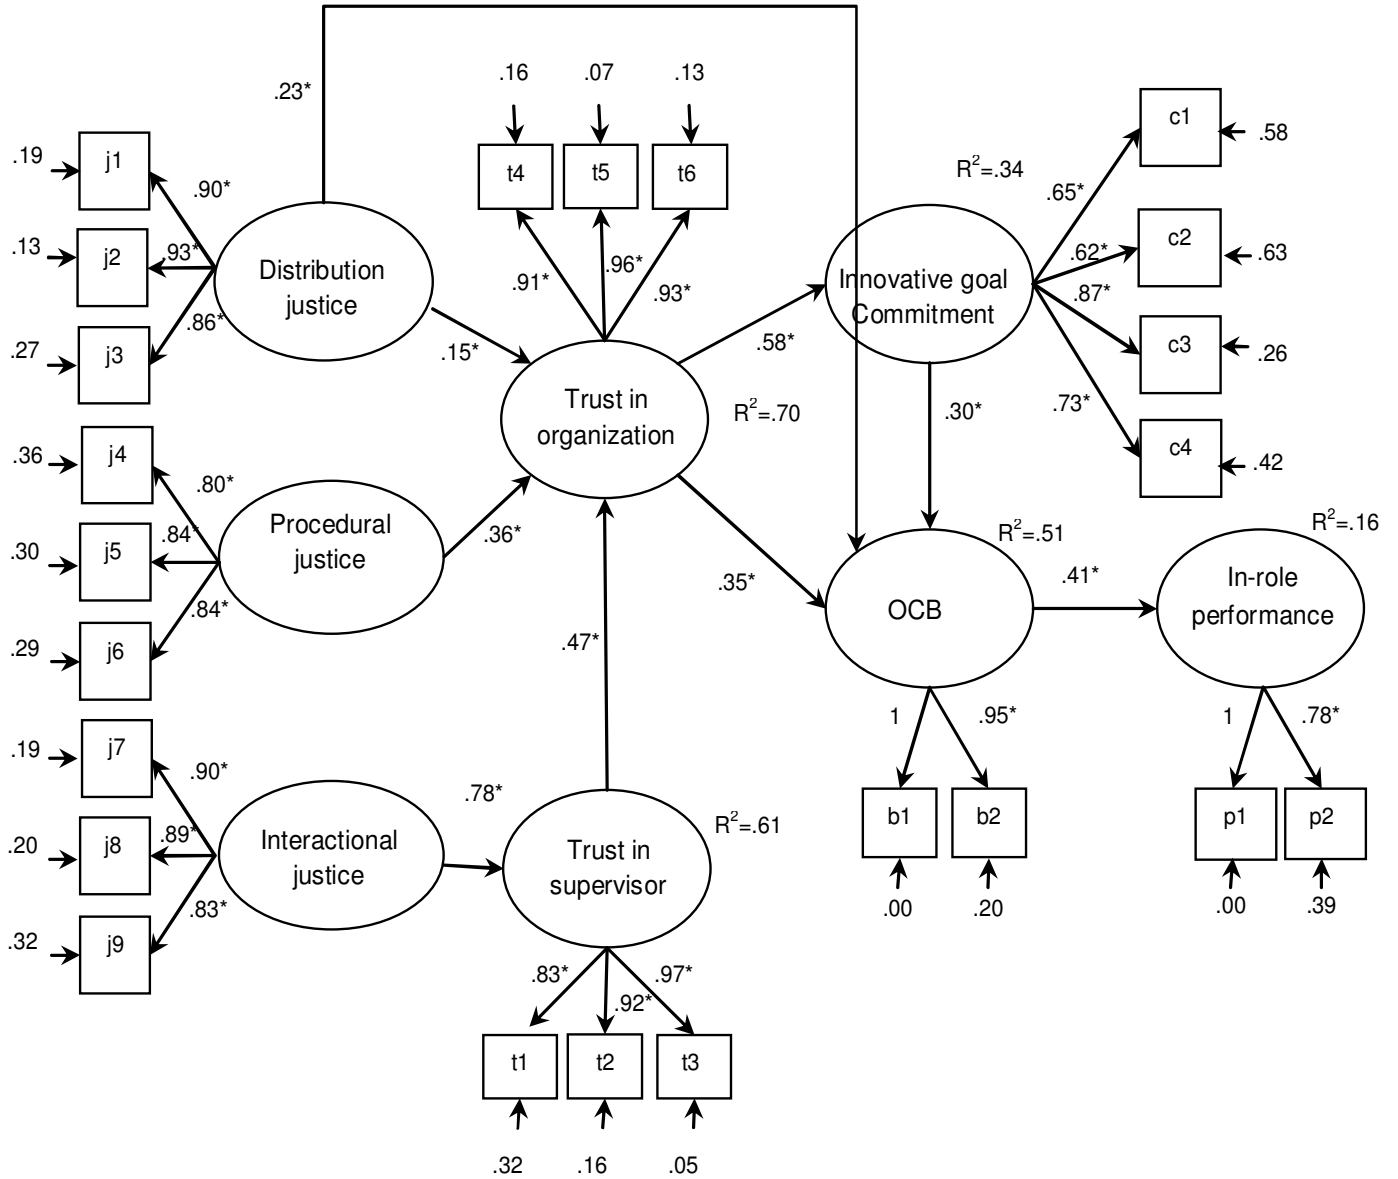 .23*
.16
.07
.13
t4
t5
t6
.91*
.96*
.93*
.19
j1
.90*
.13
j2
.93*
.27
j3
.86*
Distribution
justice
.15*
.36
j4
.80*
.30
j5
.84*
.29
j6
.84*
Procedural
justice
.36*
Trust in
organization
R²=.70
.58*
.35*
.47*
R²=.34
Innovative goal
Commitment
.65*
.62*
.87*
.73*
c1
.58
c2
.63
c3
.26
c4
.42
.30*
R²=.51
OCB
.41*
R²=.16
In-role
performance
1
.95*
b1
b2
.00
.20
1
.78*
p1
p2
.00
.39
.19
j7
.90*
.20
j8
.89*
.32
j9
.83*
Interactional
justice
.78*
Trust in
supervisor
R²=.61
.83*
.92*
.97*
t1
t2
t3
.32
.16
.05